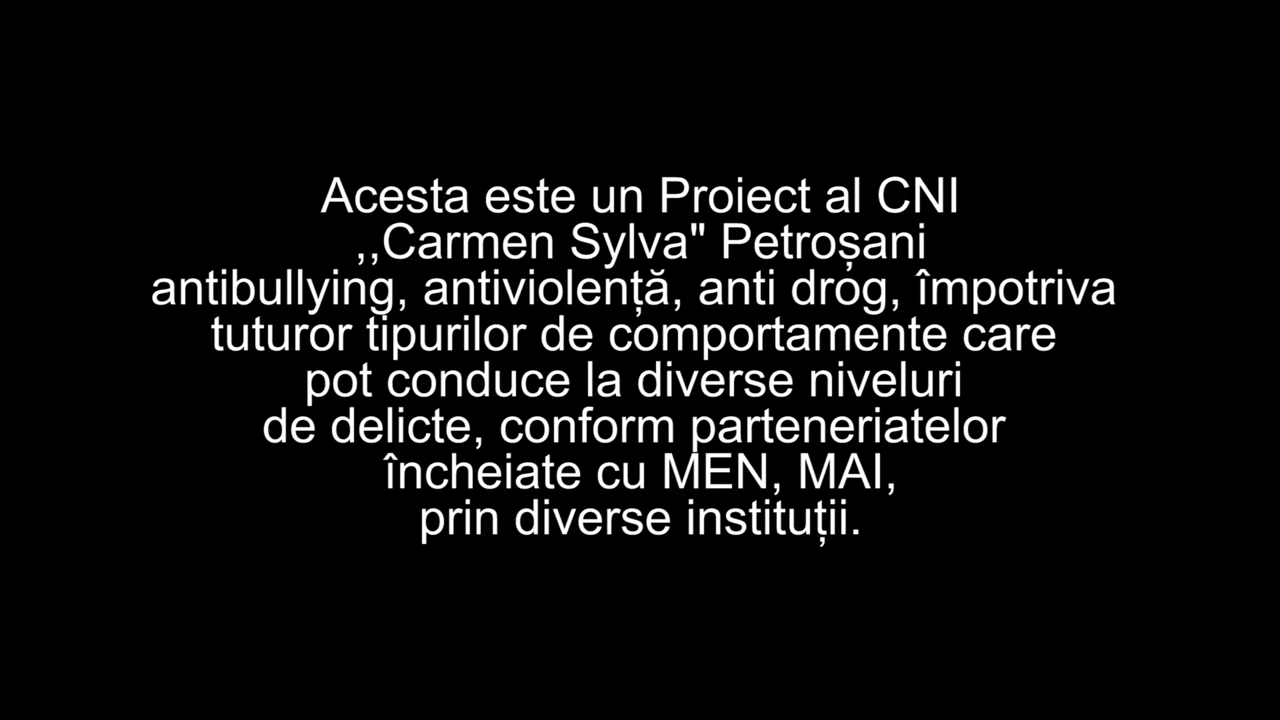 Acesta este un Proiect al CNI
,,Carmen Sylva" Petroșani
antibullying, antiviolență, anti drog, împotriva
tuturor tipurilor de comportamente care
pot conduce la diverse niveluri
de delicte, conform parteneriatelor
încheiate cu MEN, MAI,
prin diverse instituții.